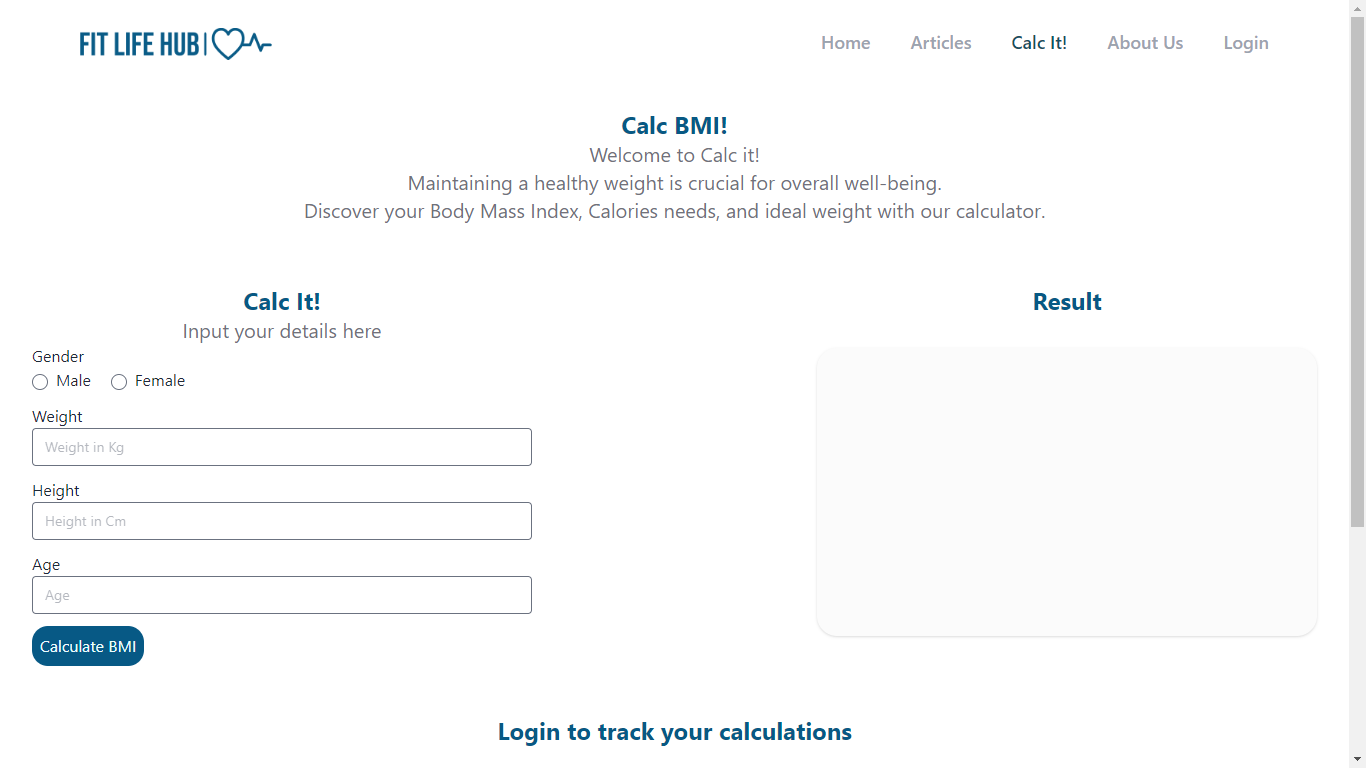 FIT LIFE HUB
Home
Articles
Calc It!
About Us
Login
Calc BMI!
Welcome to Calc it!
Maintaining a healthy weight is crucial for overall well-being.
Discover your Body Mass Index, Calories needs, and ideal weight with our calculator.
Calc It!
Input your details here
Gender
Male
Female
Weight
Weight in Kg
Height
Height in Cm
Age
Age
Calculate BMI
Result
Login to track your calculations